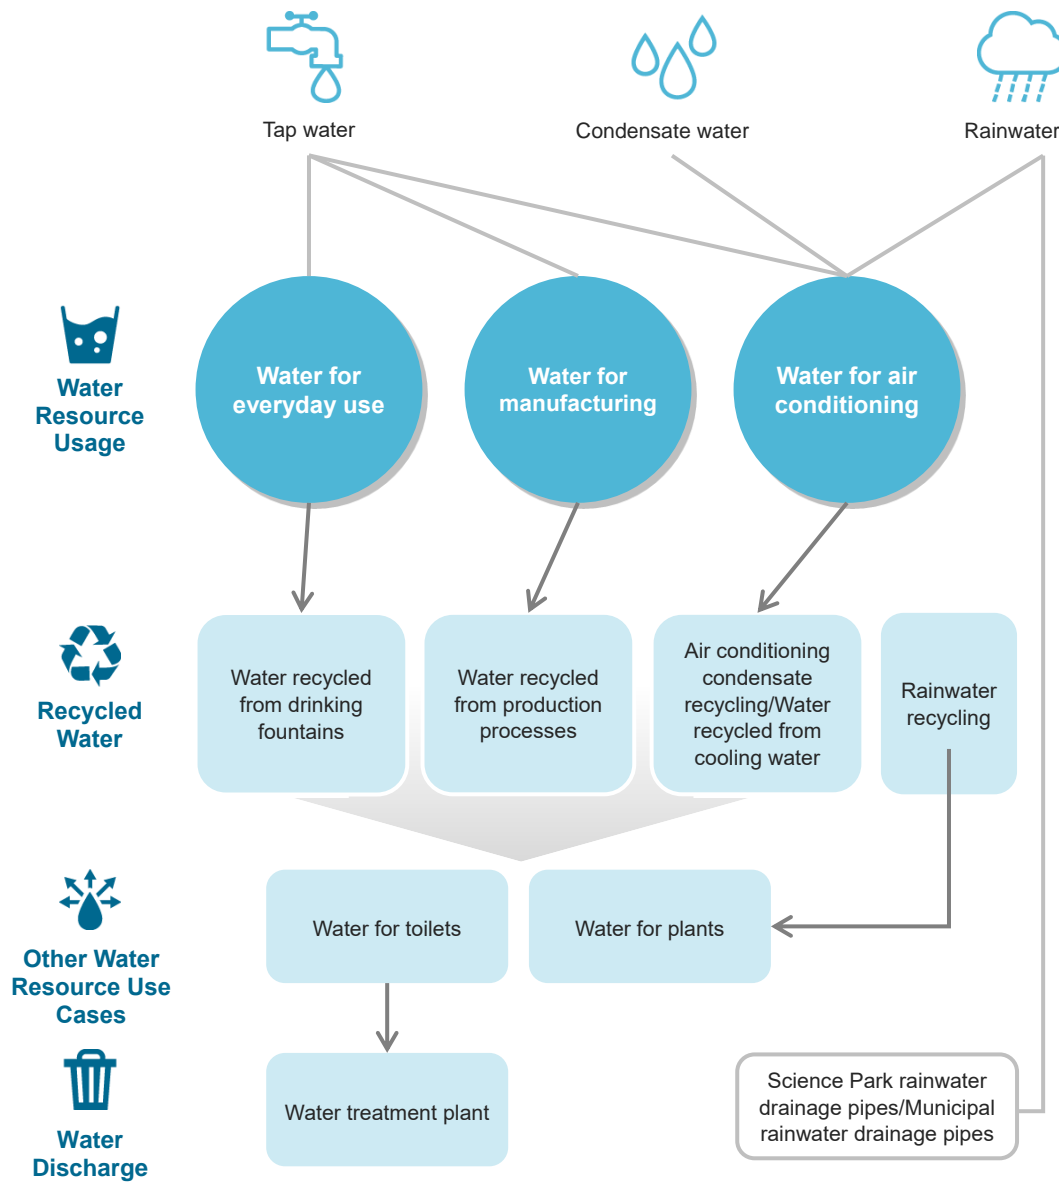 Tap water
Condensate water
Rainwater
Water
Resource
Usage
Water for
everyday use
Water for
manufacturing
Water for air
conditioning
Recycled
Water
Water recycled
from drinking
fountains
Water recycled
from production
processes
Air conditioning
condensate
recycling/Water
recycled from
cooling water
Rainwater
recycling
Other Water
Resource Use
Cases
Water for toilets
Water for plants
Water
Discharge
Water treatment plant
Science Park rainwater
drainage pipes/Municipal
rainwater drainage pipes